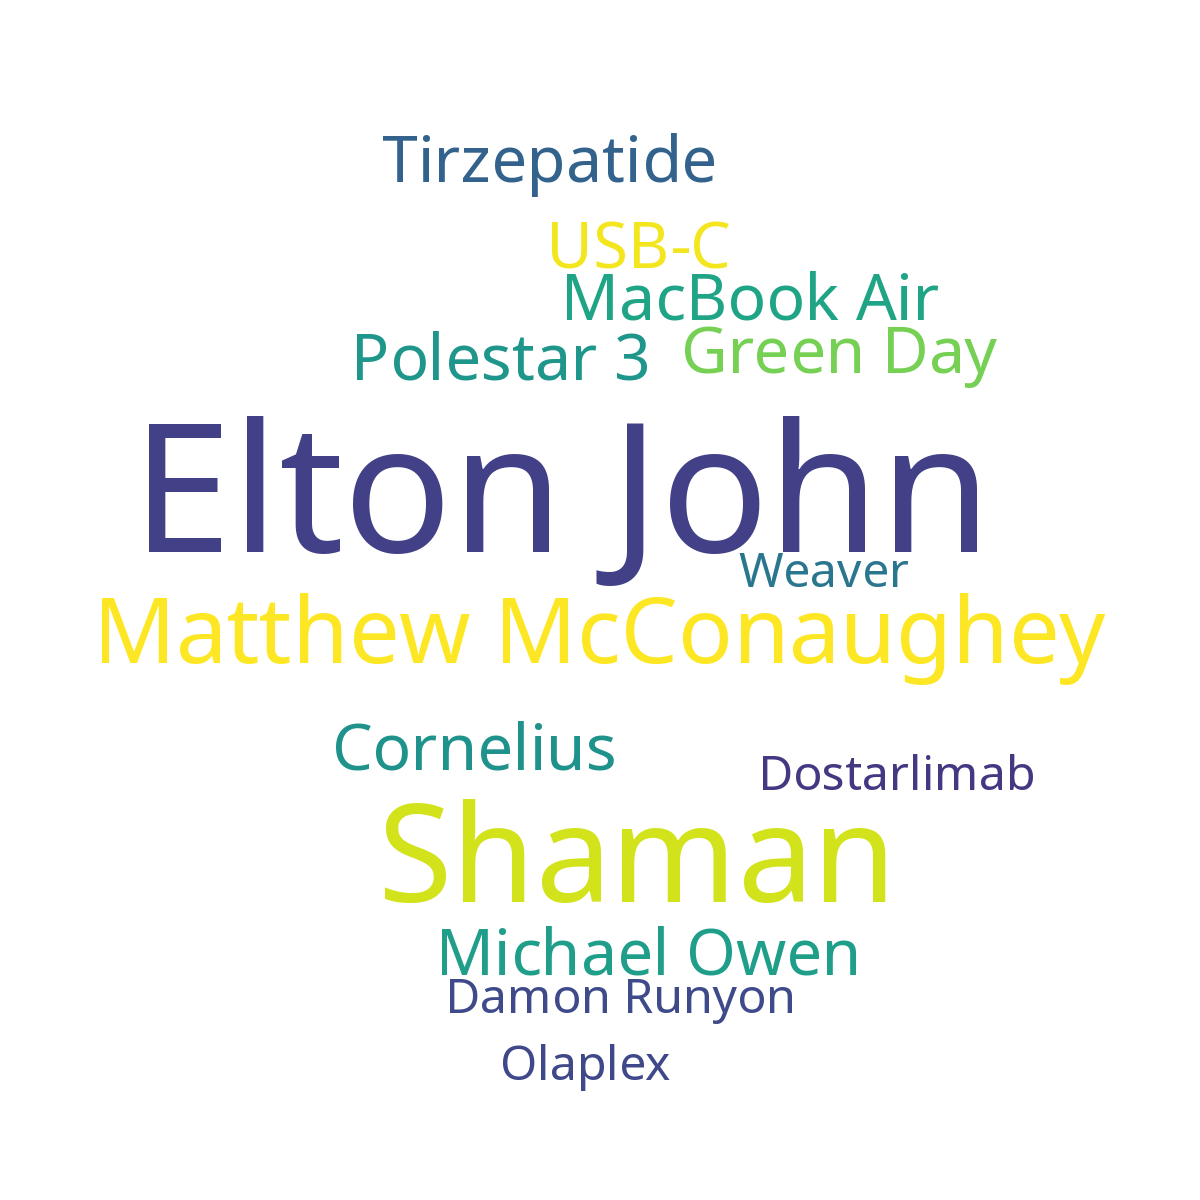 Tirzepatide
USB-C
MacBook Air
Polestar 3 Green Day
Elton John
Weaver
Matthew McConaughey
Cornelius
Dostarlimab
Shaman
Michael Owen
Damon Runyon
Olaplex